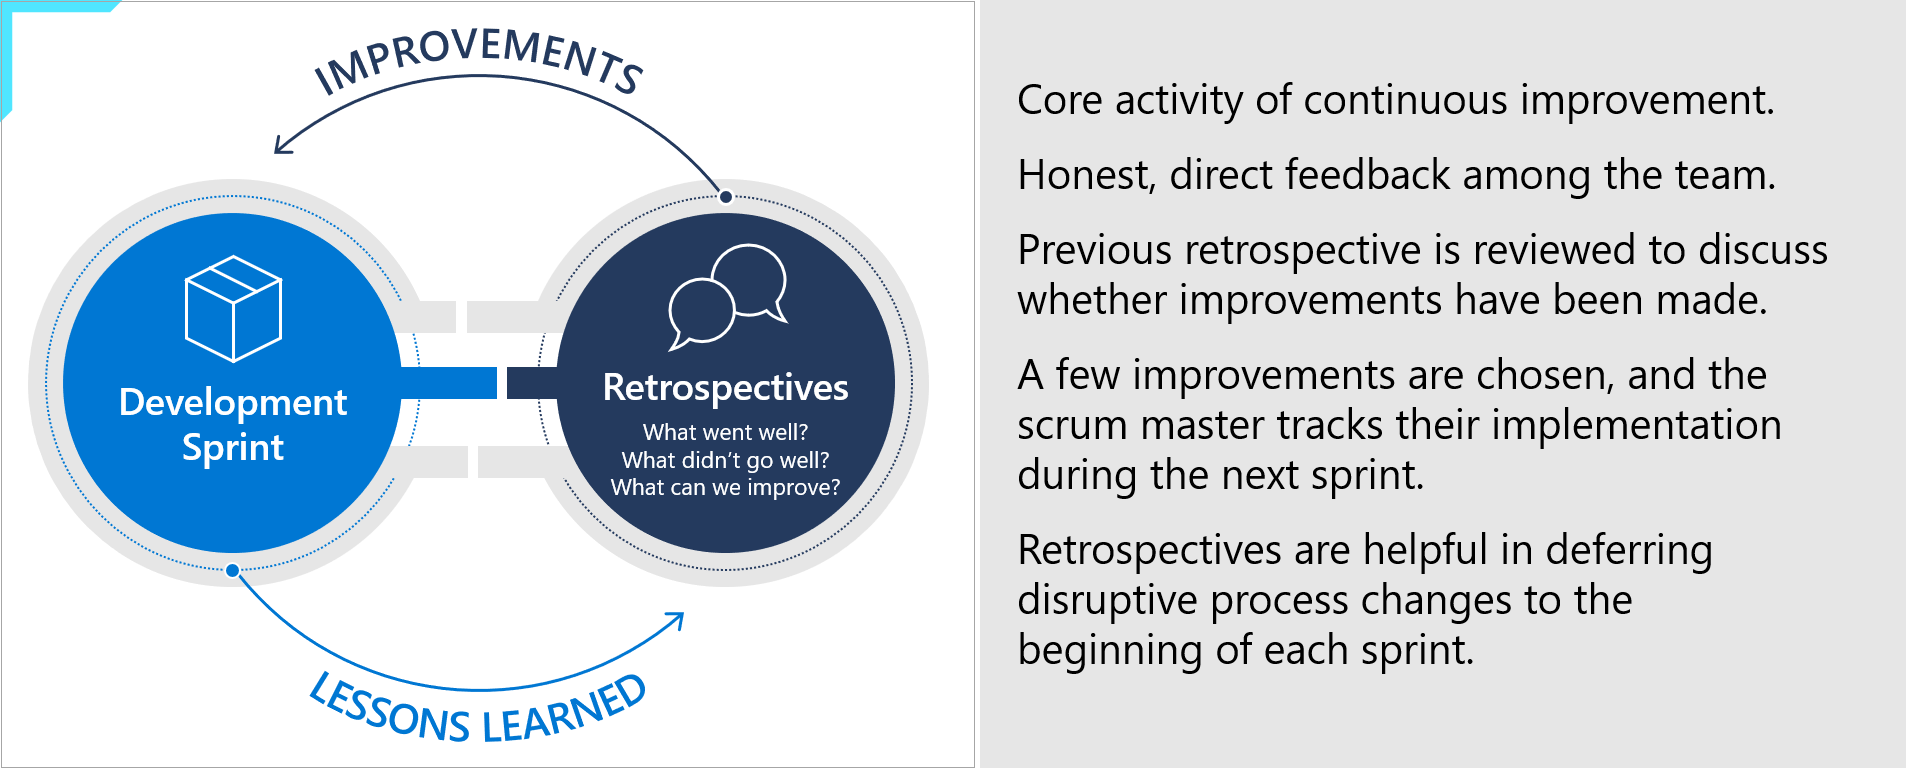 IMPROVEMENTS
Development
Sprint
Retrospectives
What went well?
What didn't go well?
What can we improve?
LESSONS LEARNED
Core activity of continuous improvement.
Honest, direct feedback among the team.
Previous retrospective is reviewed to discuss
whether improvements have been made.
A few improvements are chosen, and the
scrum master tracks their implementation
during the next sprint.
Retrospectives are helpful in deferring
disruptive process changes to the
beginning of each sprint.